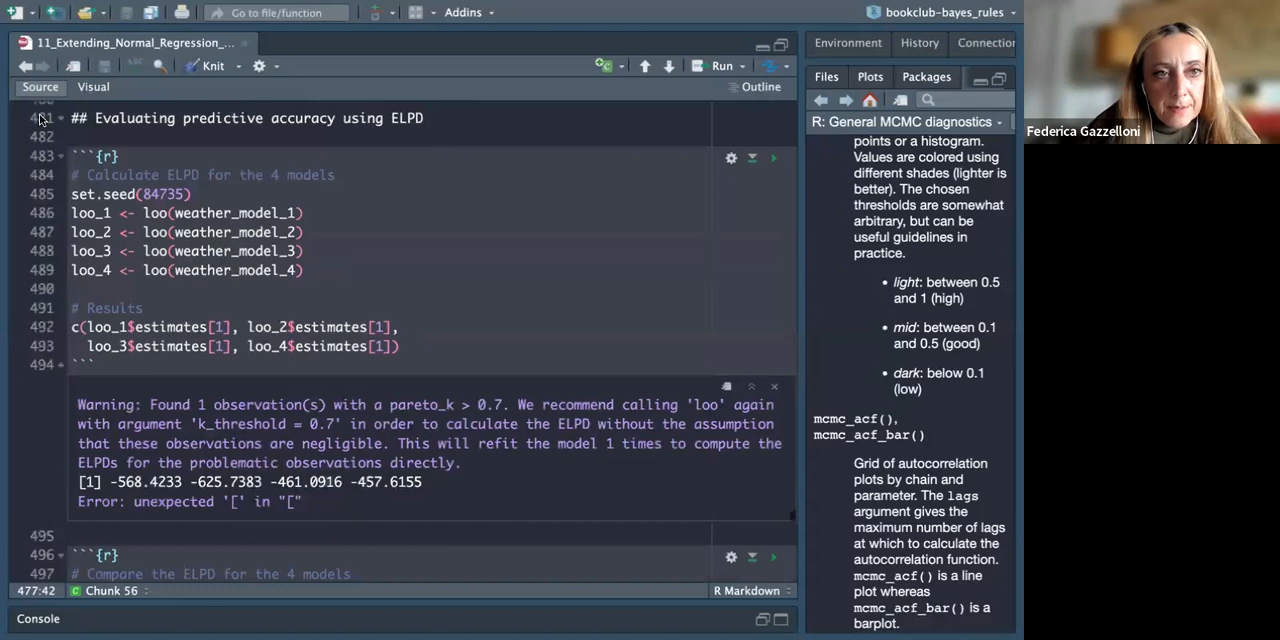 Go to file/function
Addins
bookclub-bayes_rules
11_Extending_Normal_Regression_...
Knit
Run
Source
Visual
Outline
481 ## Evaluating predictive accuracy using ELPD
482
483 ```{r}
484 # Calculate ELPD for the 4 models
485 set.seed(84735)
486 loo_1 <- loo(weather_model_1)
487 loo_2 <- loo(weather_model_2)
488 loo_3 <- loo(weather_model_3)
489 loo_4 <- loo(weather_model_4)
490
491 # Results
492 c(loo_1$estimates[1], loo_2$estimates[1],
493 loo_3$estimates[1], loo_4$estimates[1])
494 ```
Warning: Found 1 observation(s) with a pareto_k > 0.7. We recommend calling 'loo' again
with argument 'k_threshold = 0.7' in order to calculate the ELPD without the assumption
that these observations are negligible. This will refit the model 1 times to compute the
ELPDs for the problematic observations directly.
[1] -568.4233 -625.7383 -461.0916 -457.6155
Error: unexpected '[' in "["
495
496 ```{r}
497 # Compare the ELPD for the 4 models
477:42
C Chunk 56
R Markdown
Console
Environment
History
Connection
Files
Plots
Packages
R: General MCMC diagnostics
points or a histogram.
Values are colored using
different shades (lighter is
better). The chosen
thresholds are somewhat
arbitrary, but can be
useful guidelines in
practice.
• light: between 0.5
and 1 (high)
• mid: between 0.1
and 0.5 (good)
• dark: below 0.1
(low)
mcmc_acf(),
mcmc_acf_bar()
Grid of autocorrelation
plots by chain and
parameter. The lags
argument gives the
maximum number of lags
at which to calculate the
autocorrelation function.
mcmc_acf() is a line
plot whereas
mcmc_acf_bar() is a
barplot.
Federica Gazzelloni